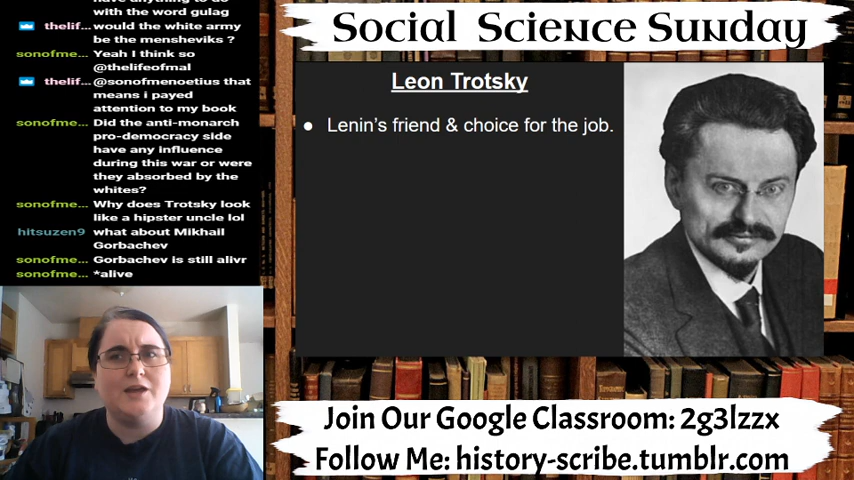 have anything to do
with the word gulag
thelif... would the white army
be the mensheviks ?
sonofme... Yeah I think so
@thelifeofmal
thelif... @sonofmenoetius that
means i payed
attention to my book
sonofme... Did the anti-monarch
pro-democracy side
have any influence
during this war or were
they absorbed by the
whites?
sonofme... Why does Trotsky look
like a hipster uncle lol
hitsuzen9 what about Mikhail
Gorbachev
sonofme... Gorbachev is still alivr
sonofme... *alive
Social Science Sunday
Leon Trotsky
● Lenin's friend & choice for the job.
Join Our Google Classroom: 2g3lzzx
Follow Me: history-scribe.tumblr.com